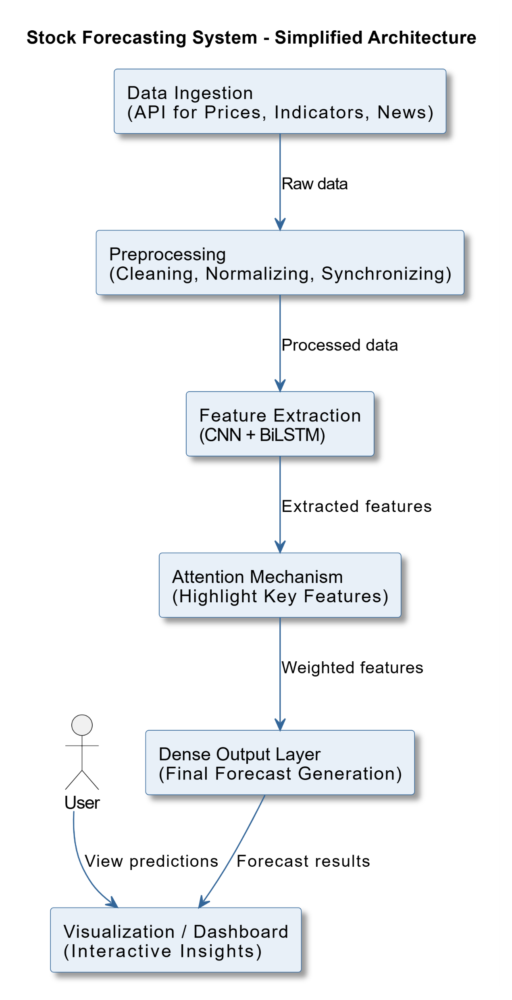 Stock Forecasting System - Simplified Architecture
Data Ingestion
(API for Prices, Indicators, News)
Raw data
Preprocessing
(Cleaning, Normalizing, Synchronizing)
Processed data
Feature Extraction
(CNN + BiLSTM)
Extracted features
Attention Mechanism
(Highlight Key Features)
Weighted features
Dense Output Layer
(Final Forecast Generation)
User
View predictions
Forecast results
Visualization / Dashboard
(Interactive Insights)